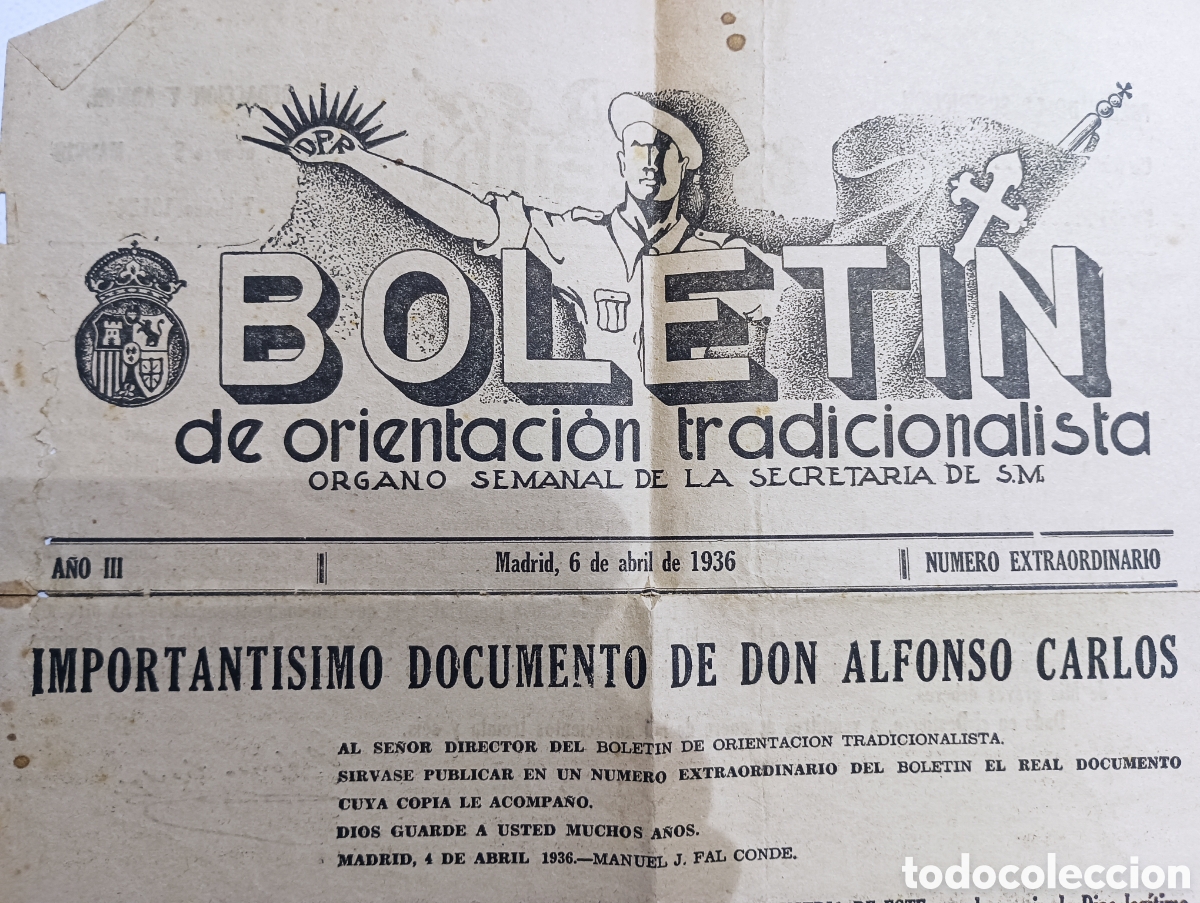 DPR
BOLETIN
de orientación tradicionalista
ORGANO SEMANAL DE LA SECRETARIA DE S.M.
AÑO III
Madrid, 6 de abril de 1936
NUMERO EXTRAORDINARIO
IMPORTANTISIMO DOCUMENTO DE DON ALFONSO CARLOS
AL SEÑOR DIRECTOR DEL BOLETIN DE ORIENTACION TRADICIONALISTA.
SIRVASE PUBLICAR EN UN NUMERO EXTRAORDINARIO DEL BOLETIN EL REAL DOCUMENTO
CUYA COPIA LE ACOMPAÑO.
DIOS GUARDE A USTED MUCHOS AÑOS.
MADRID, 4 DE ABRIL 1936.—MANUEL J. FAL CONDE.
todocoleccion